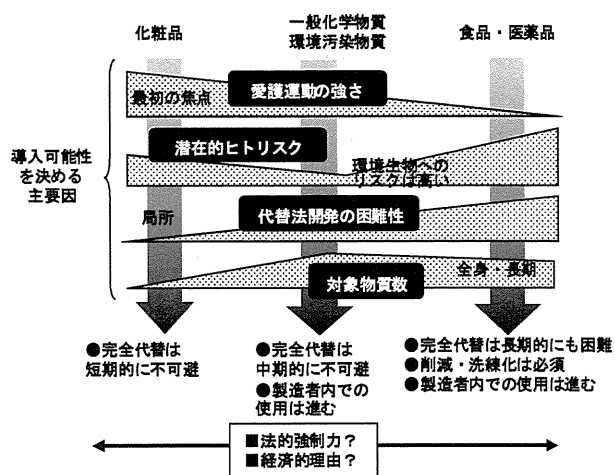 化粧品
一般化学物質
環境汚染物質
食品・医薬品
最初の焦点
愛護運動の強さ
潜在的ヒトリスク
環境生物への
リスクは高い
導入可能性
を決める
主要因
局所
代替法開発の困難性
全身・長期
対象物質数
●完全代替は
短期的に不可避
●完全代替は
中期的に不可避
●製造者内での
使用は進む
●完全代替は長期的にも困難
●削減・洗練化は必須
●製造者内での使用は進む
■法的強制力？
■経済的理由？